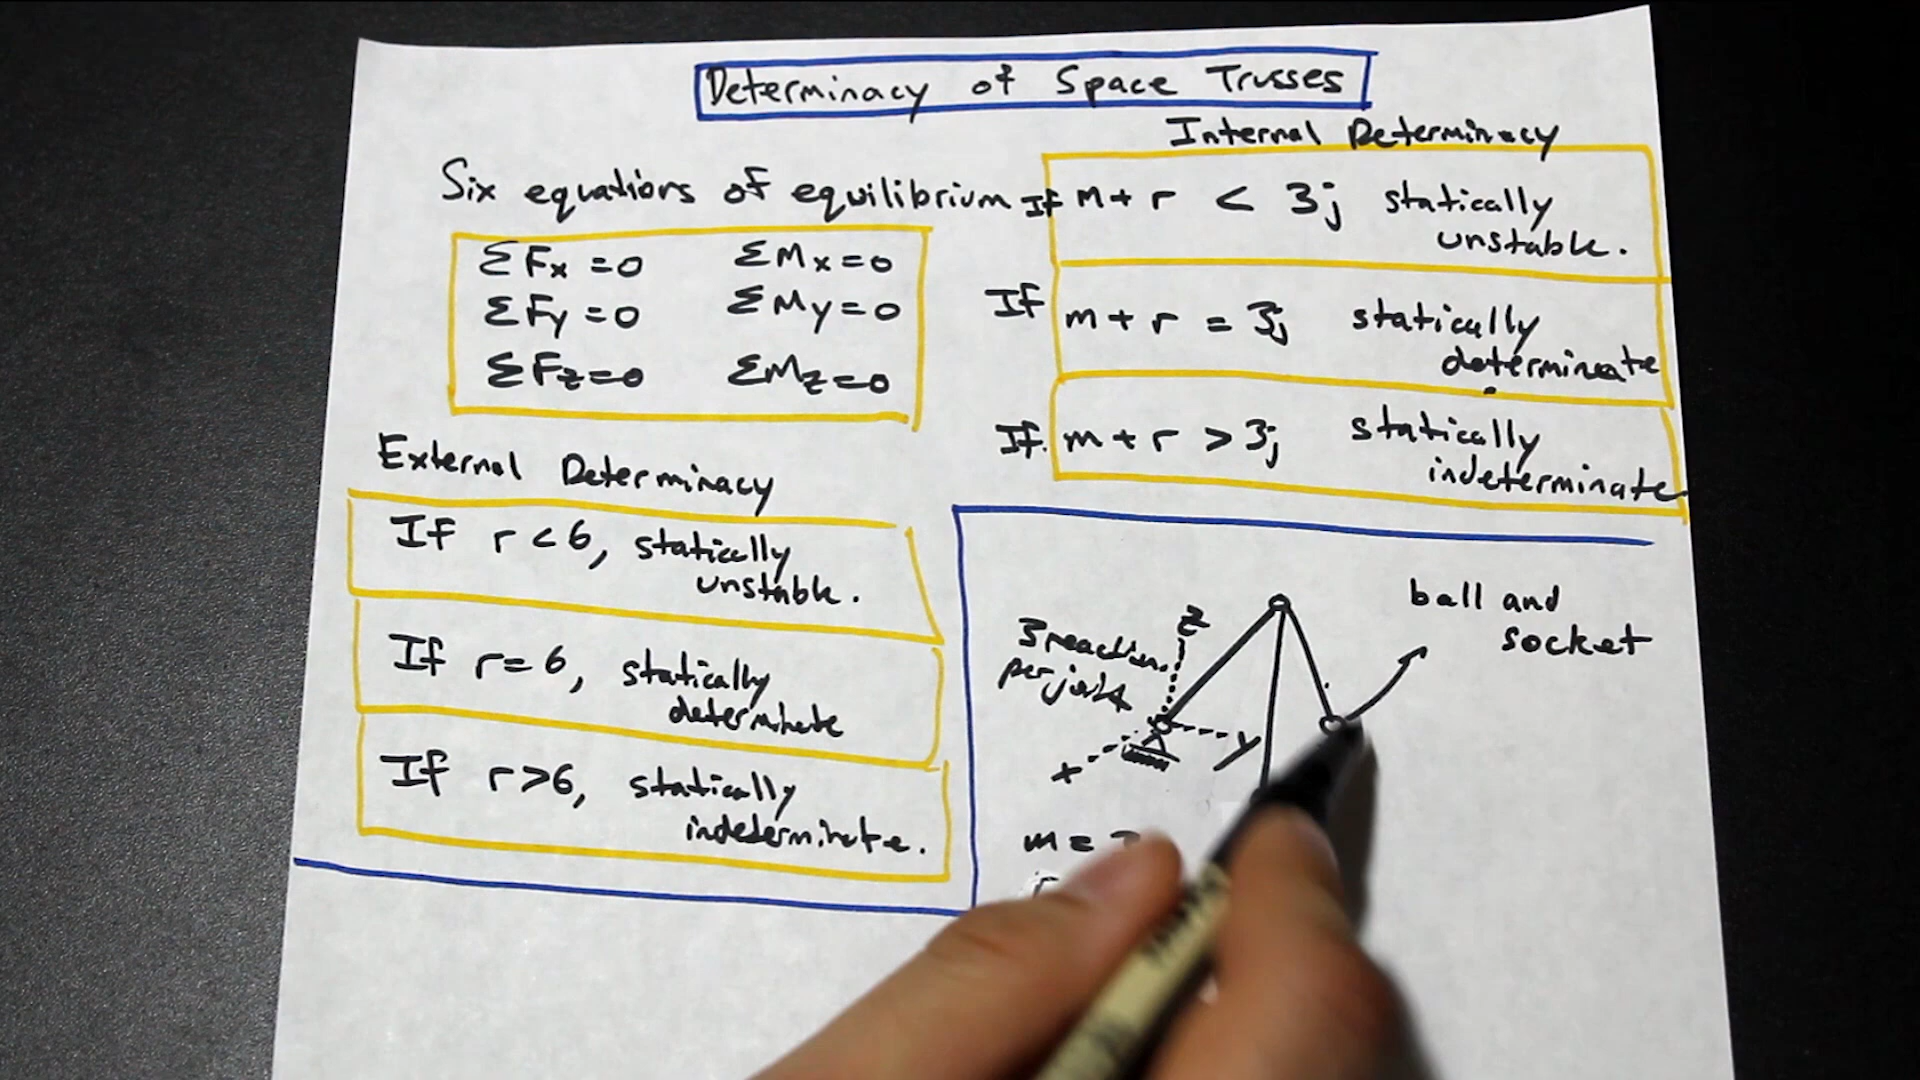 Determinacy of Space Trusses
Six equations of equilibrium
ΣFx=0 ΣMx=0
ΣFy=0 ΣMy=0
ΣFz=0 ΣMz=0
External Determinacy
If r<6, statically
unstable.
If r=6, statically
determinate
If r>6, statically
indeterminate.
Internal Determinacy
If m+r < 3j statically
unstable.
If m+r = 3j statically
determinate
If m+r >3j statically
indeterminate
ball and
socket
3 reaction
per joint
z
y
x
m =